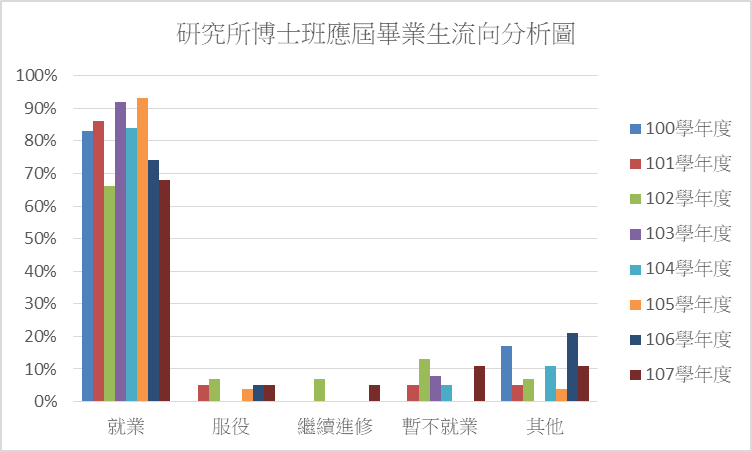 研究所博士班應屆畢業生流向分析圖
100%
90%
80%
70%
60%
50%
40%
30%
20%
10%
0%
就業 服役 繼續進修 暫不就業 其他
100學年度
101學年度
102學年度
103學年度
104學年度
105學年度
106學年度
107學年度